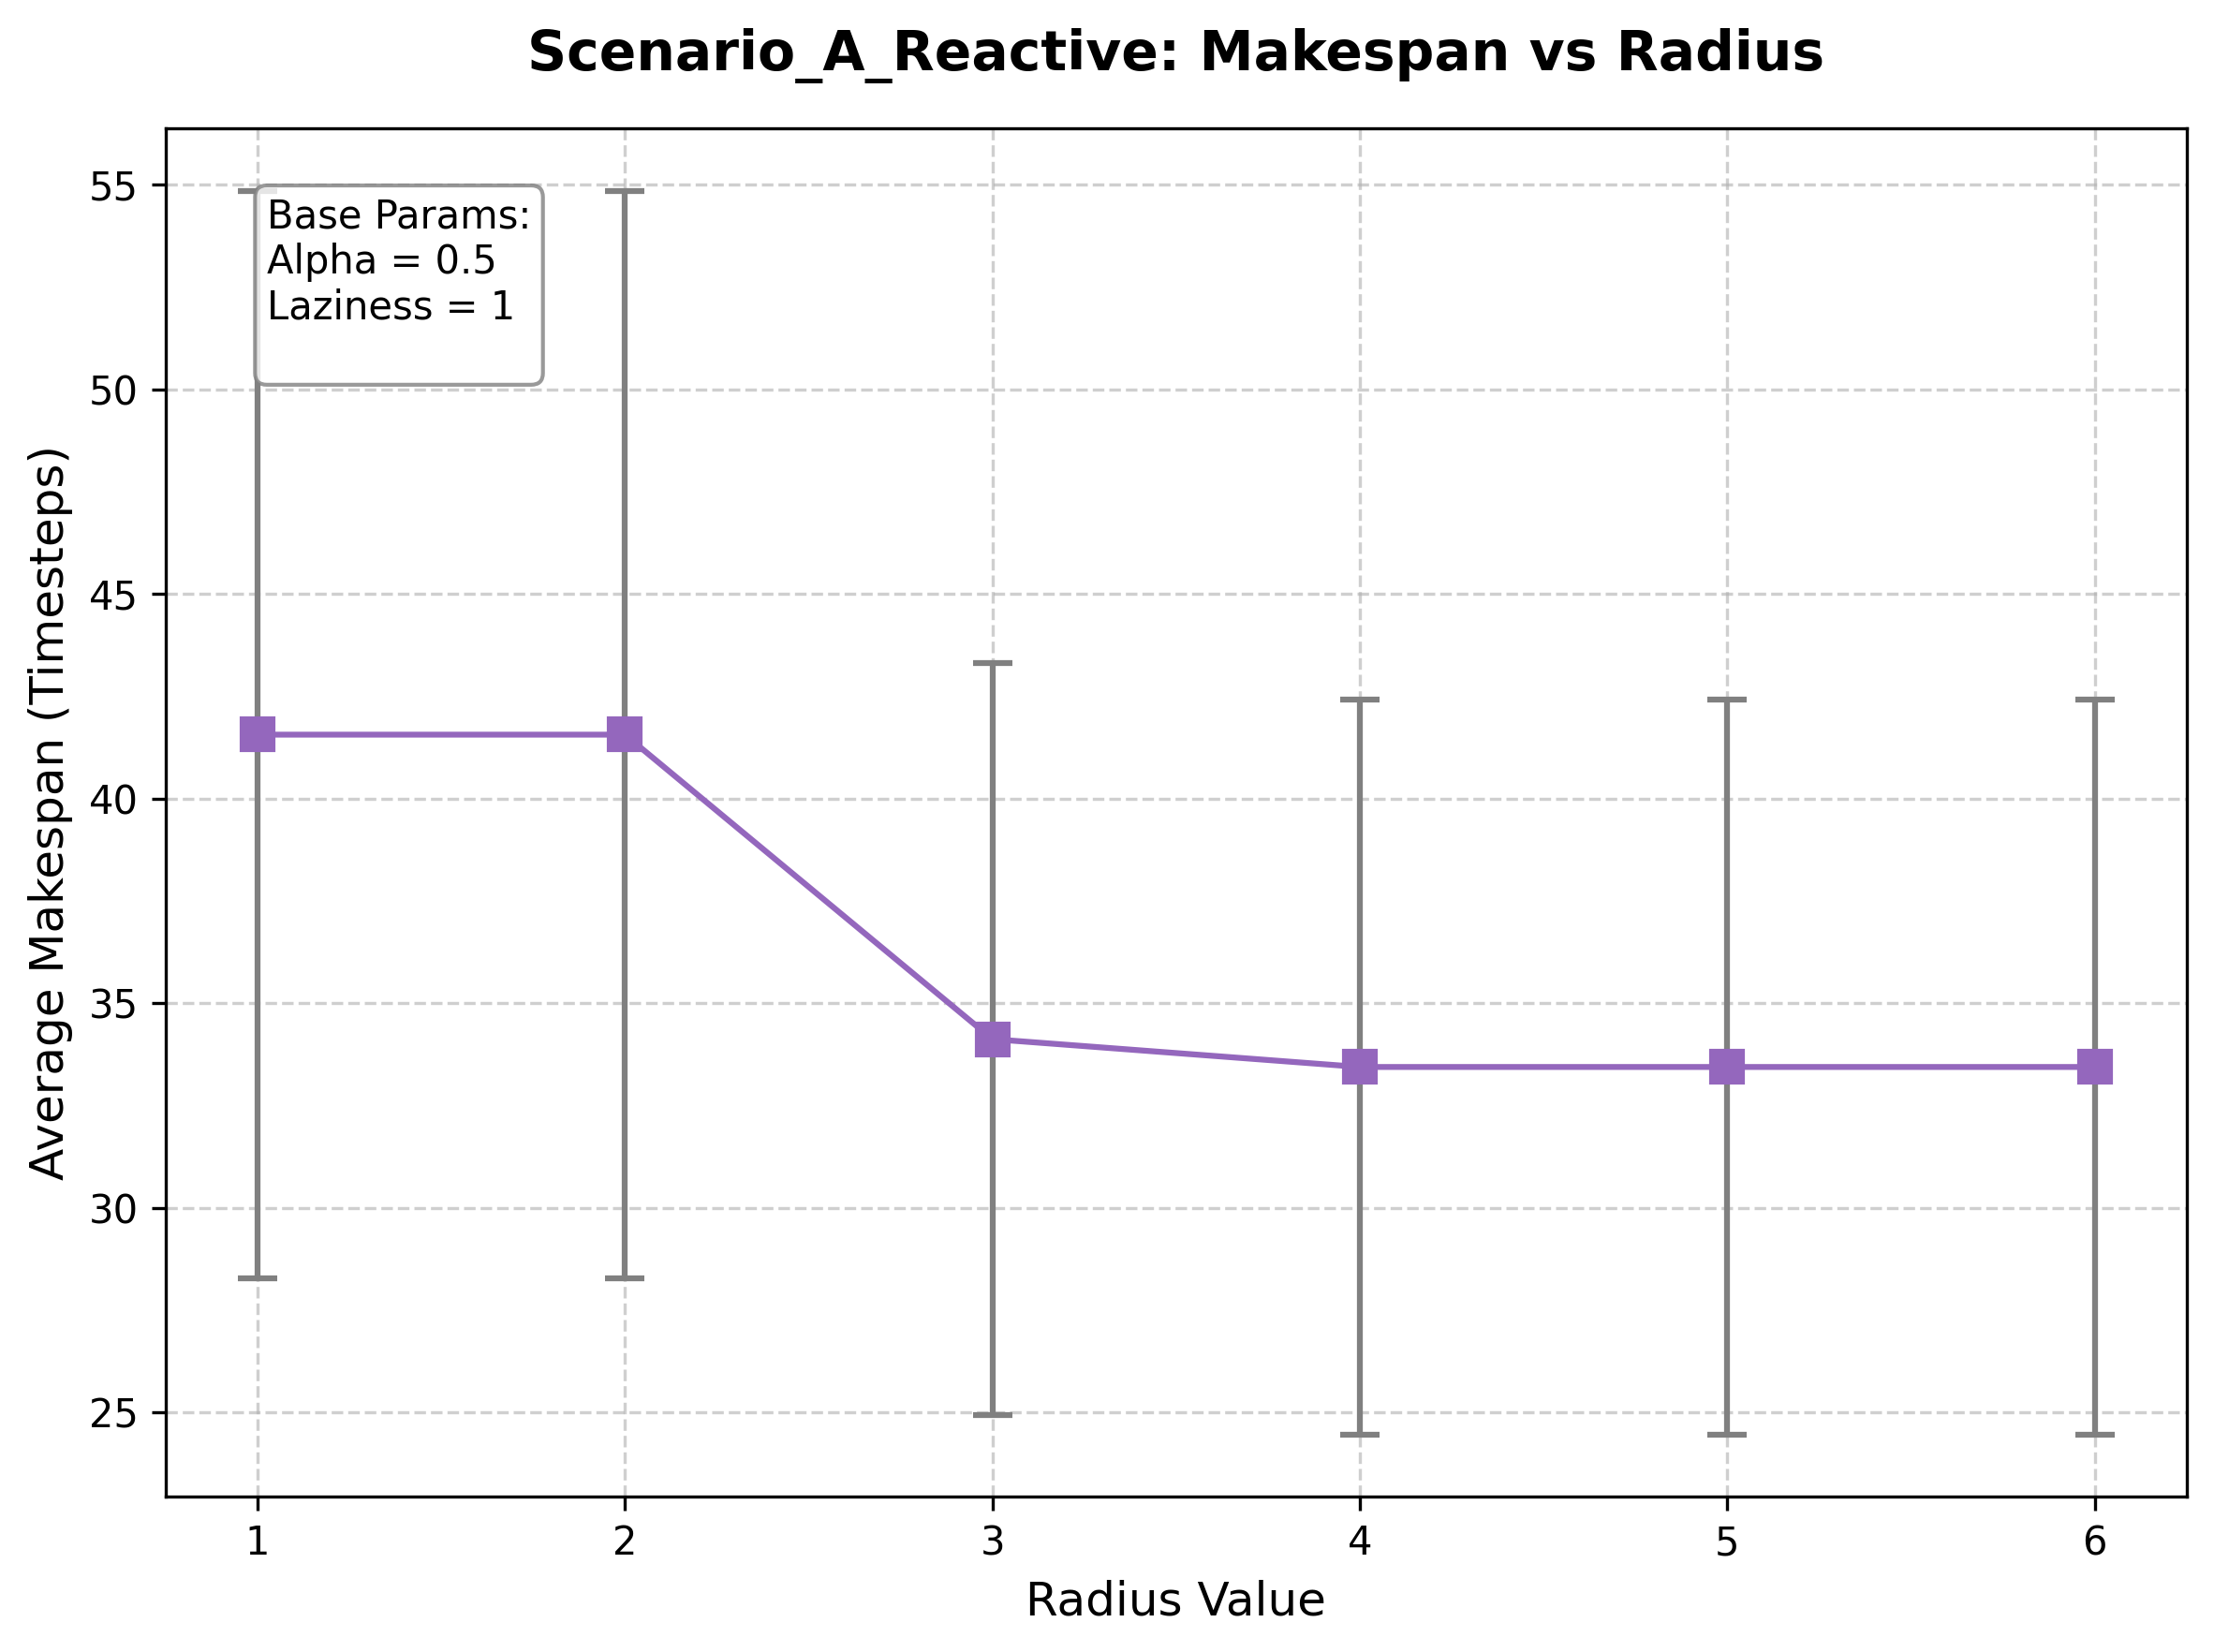 Scenario_A_Reactive: Makespan vs Radius
Base Params:
Alpha = 0.5
Laziness = 1
Average Makespan (Timesteps)
55
50
45
40
35
30
25
1 2 3 4 5 6
Radius Value